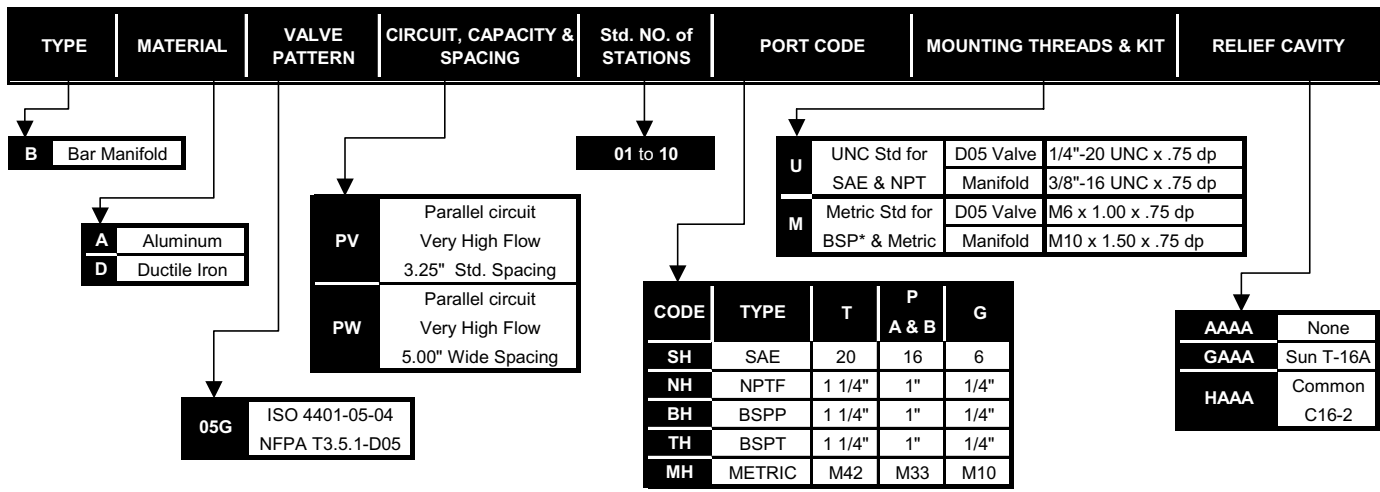 TYPE MATERIAL VALVE PATTERN CIRCUIT, CAPACITY & SPACING Std. NO. of STATIONS PORT CODE MOUNTING THREADS & KIT RELIEF CAVITY
B Bar Manifold
A Aluminum
D Ductile Iron
05G ISO 4401-05-04
NFPA T3.5.1-D05
PV Parallel circuit
Very High Flow
3.25" Std. Spacing
PW Parallel circuit
Very High Flow
5.00" Wide Spacing
01 to 10
CODE TYPE T P A & B G
SH SAE 20 16 6
NH NPTF 1 1/4" 1" 1/4"
BH BSPP 1 1/4" 1" 1/4"
TH BSPT 1 1/4" 1" 1/4"
MH METRIC M42 M33 M10
U UNC Std for D05 Valve 1/4"-20 UNC x .75 dp
SAE & NPT Manifold 3/8"-16 UNC x .75 dp
M Metric Std for D05 Valve M6 x 1.00 x .75 dp
BSP* & Metric Manifold M10 x 1.50 x .75 dp
AAAA None
GAAA Sun T-16A
HAAA Common
C16-2